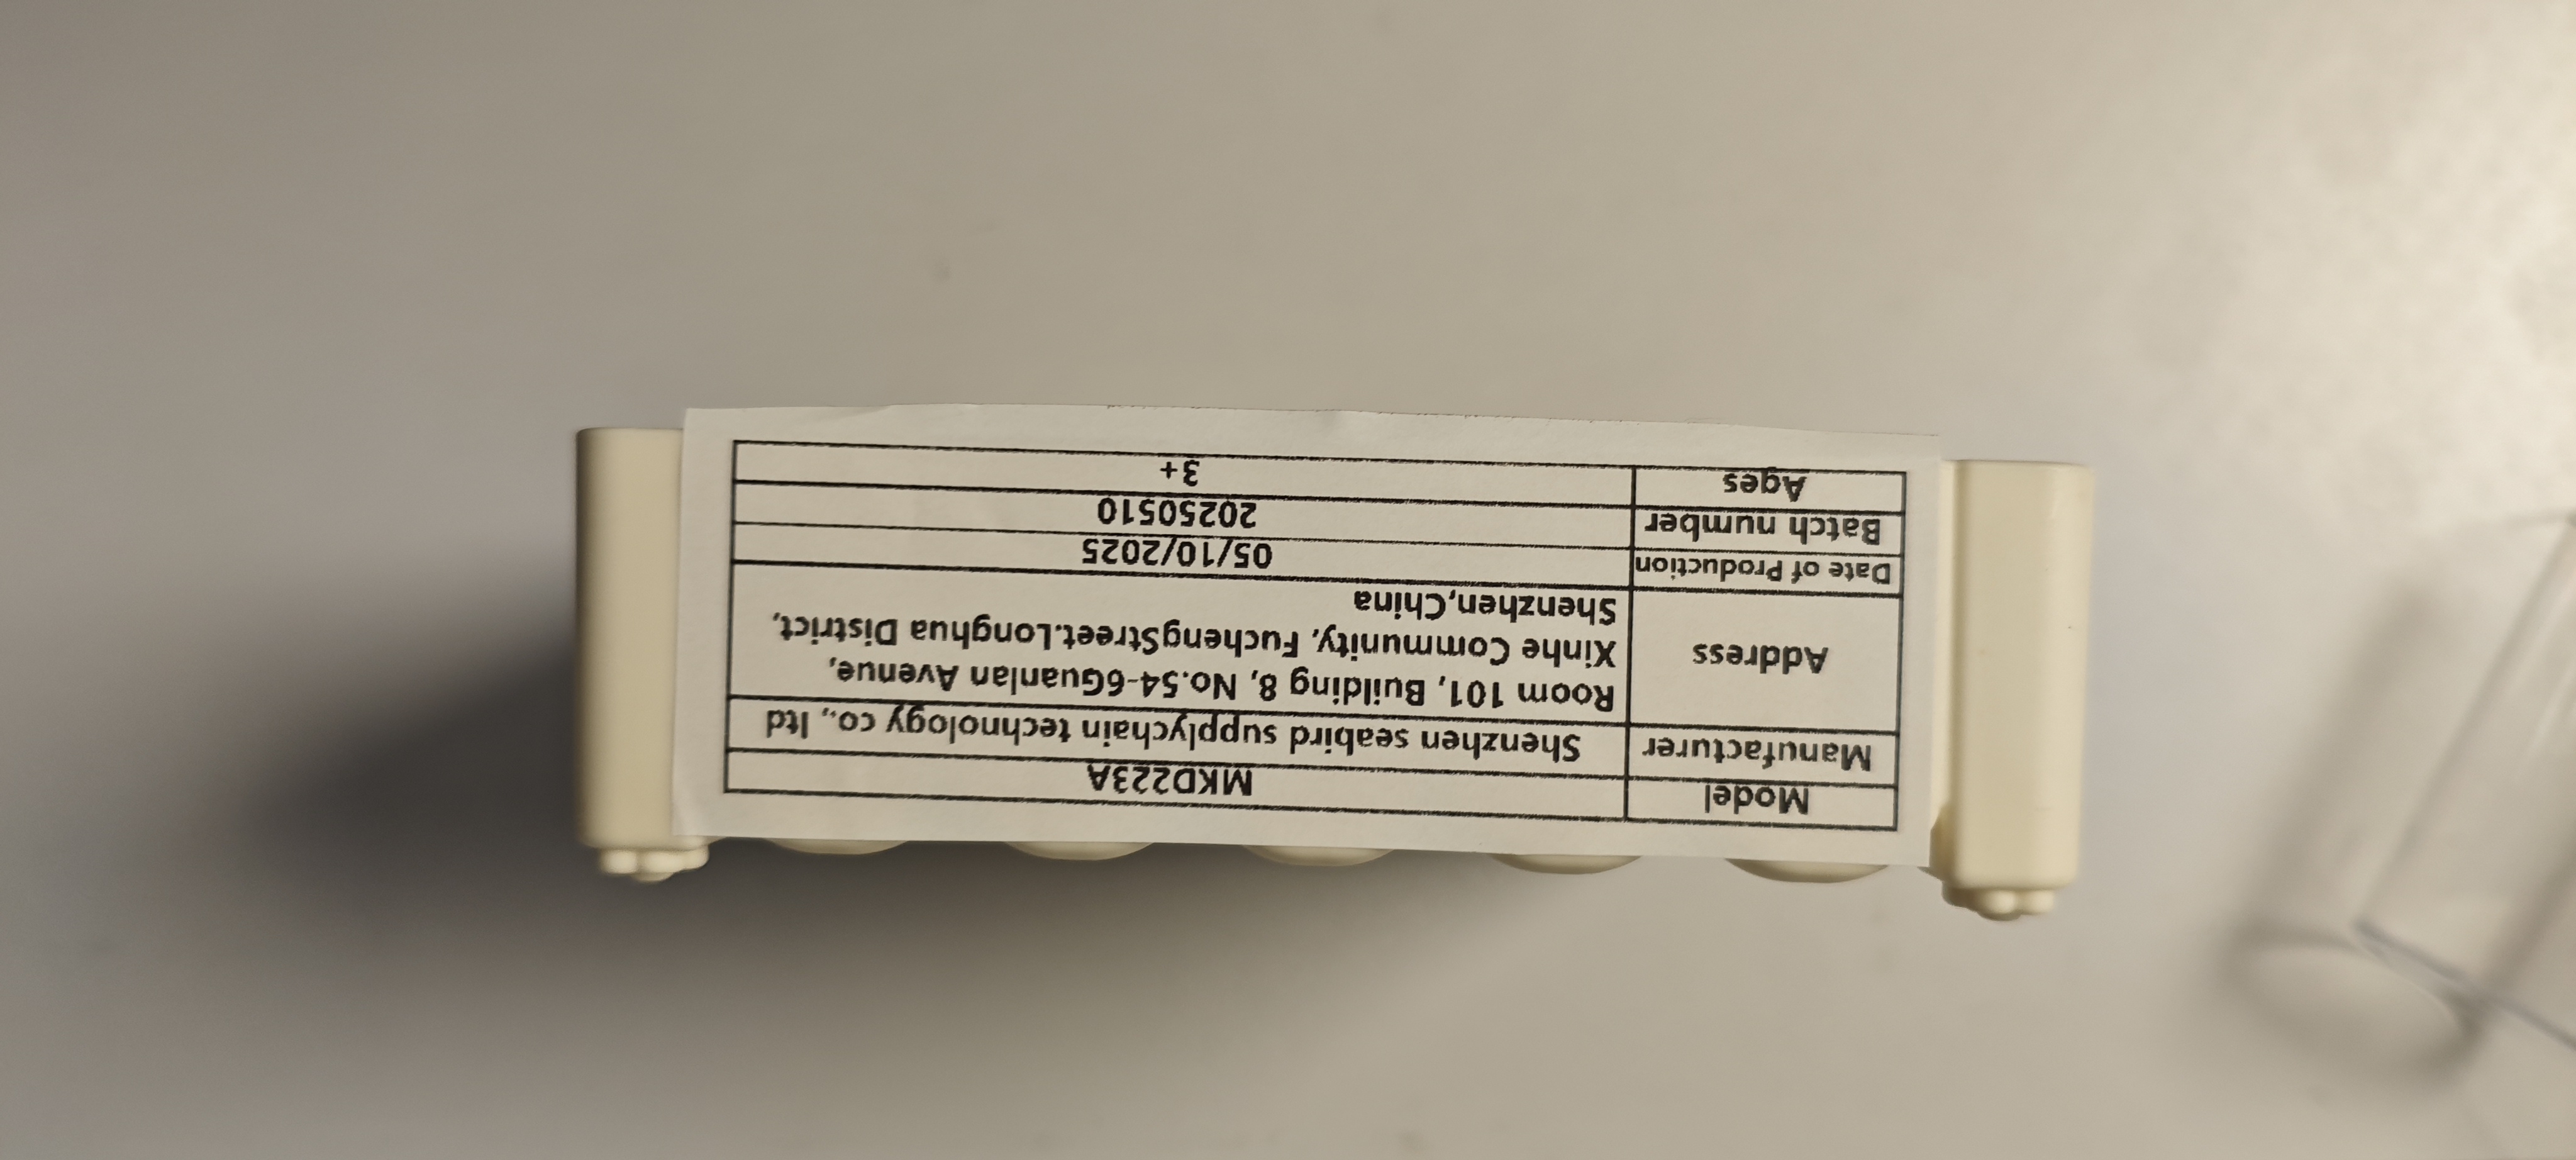 Model MKD223A
Manufacturer Shenzhen seabird supplychain technology co., ltd
Address Room 101, Building 8, No.54-6Guanlan Avenue,
Xinhe Community, FuchengStreet.Longhua District,
Shenzhen,China
Date of Production 05/10/2025
Batch number 20250510
Ages 3+